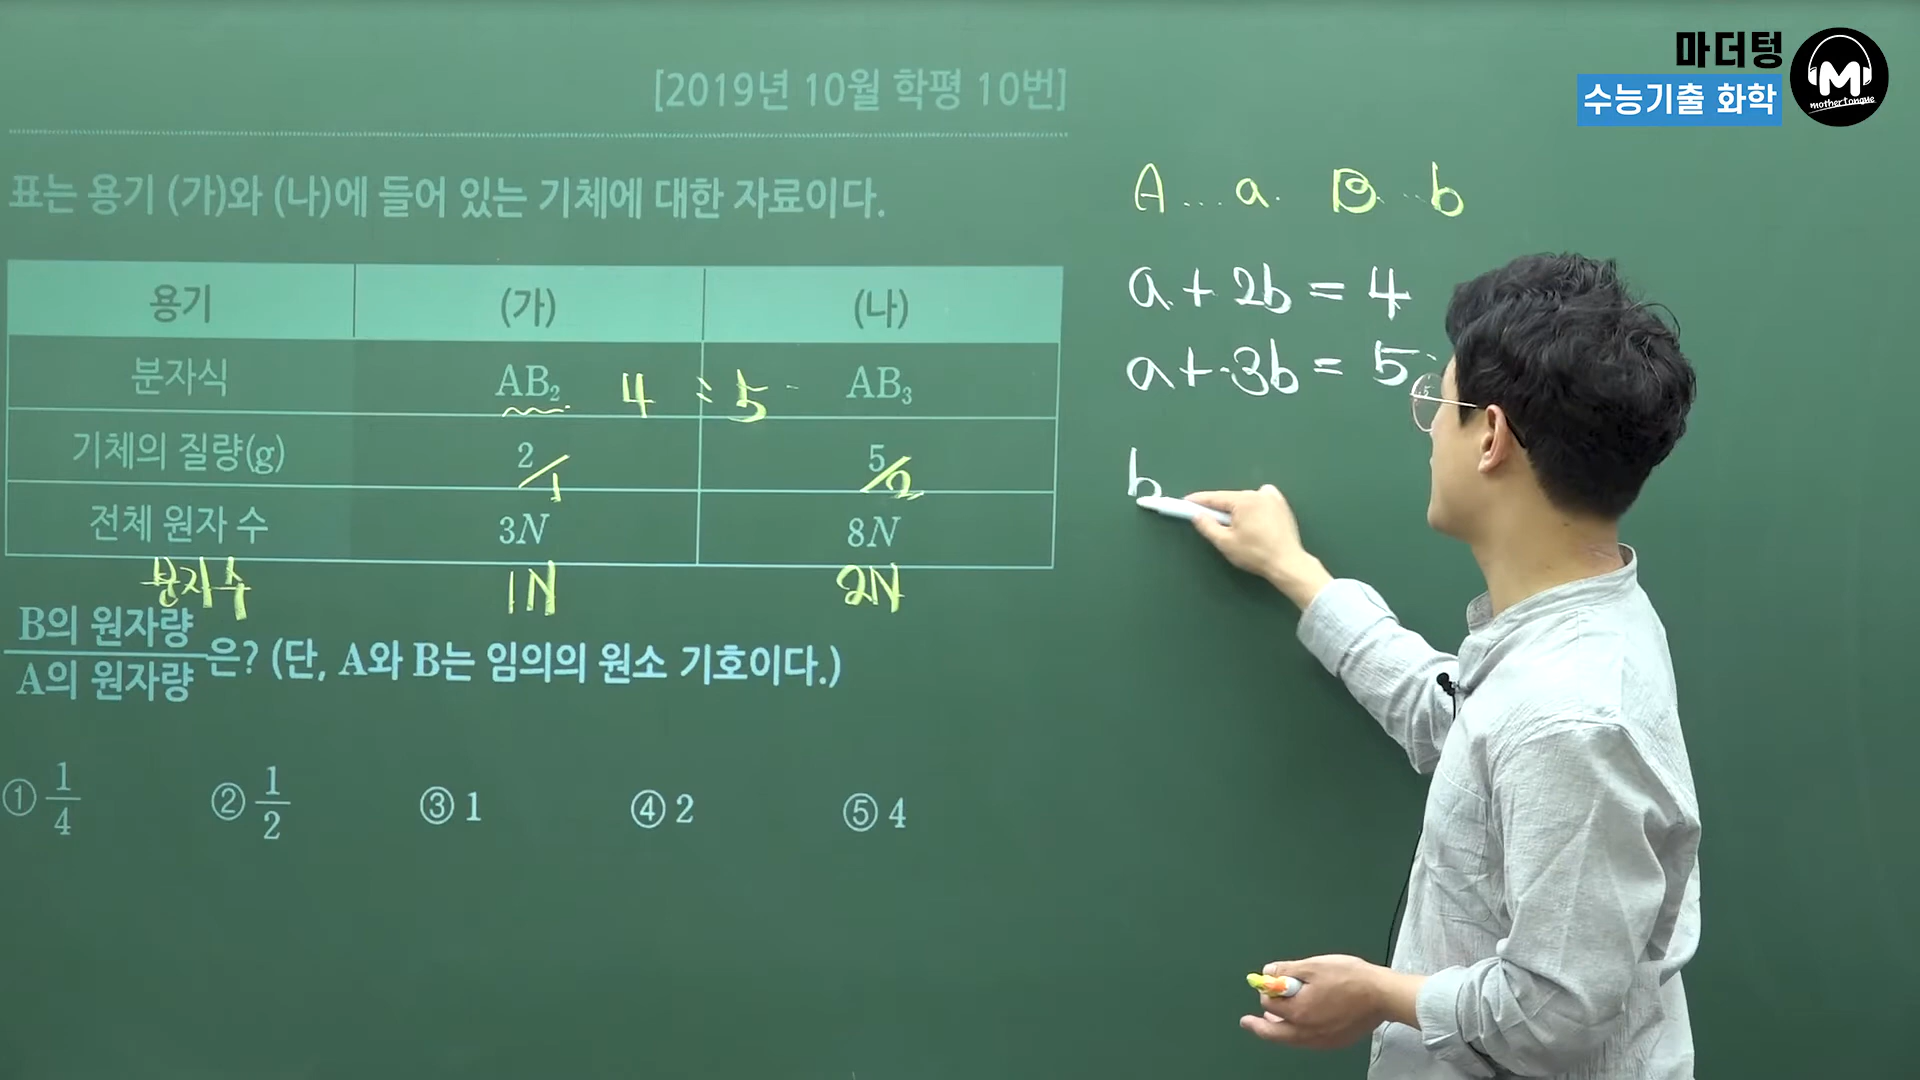 마더텅
수능기출 화학
mothertongue
[2019년 10월 학평 10번]
표는 용기 (가)와 (나)에 들어 있는 기체에 대한 자료이다.
용기 (가) (나)
분자식 AB₂ 4 : 5 AB₃
기체의 질량(g) 2/1 5/2
전체 원자 수 3N 8N
분자수 1N 2N
B의 원자량
A의 원자량
은? (단, A와 B는 임의의 원소 기호이다.)
① 1/4 ② 1/2 ③ 1 ④ 2 ⑤ 4
A... a. B... b
a + 2b = 4
a + 3b = 5
b